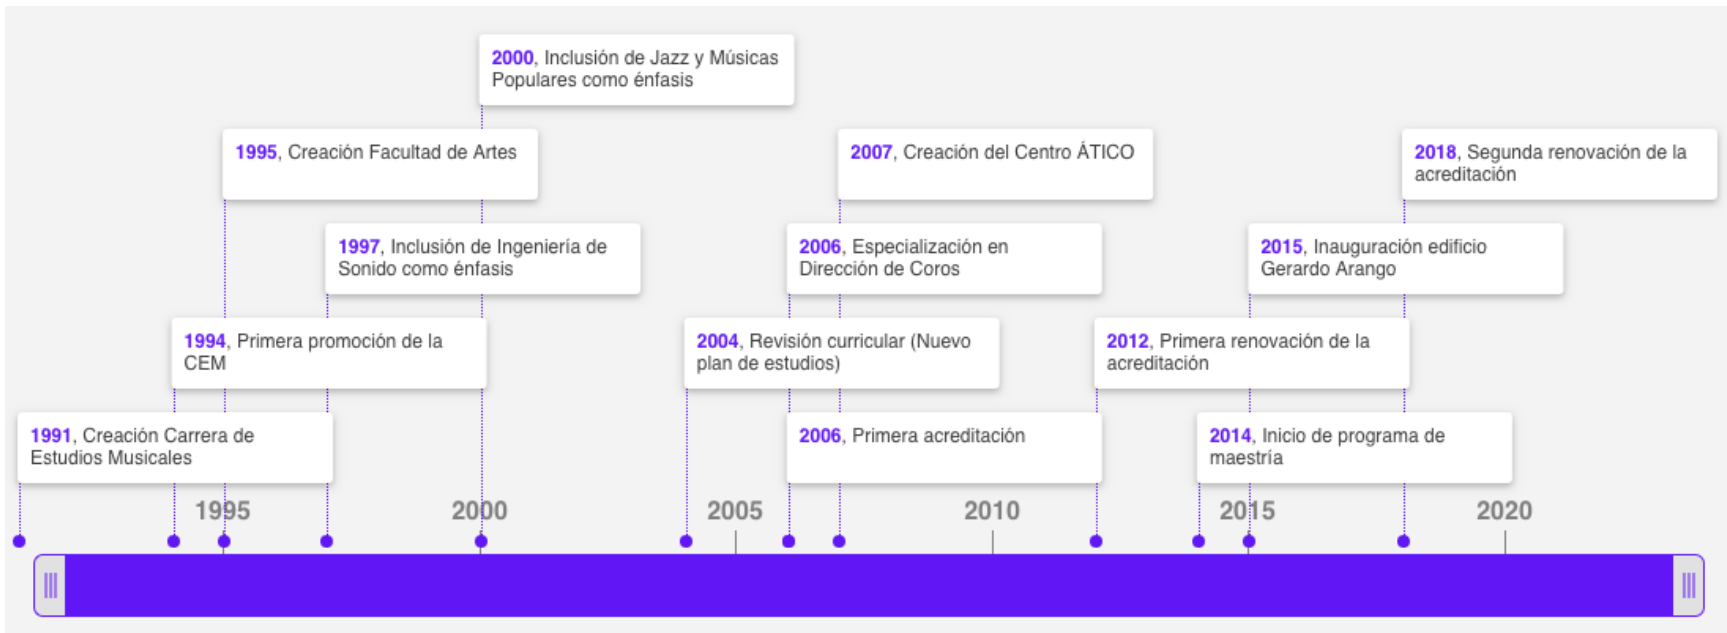 2000, Inclusión de Jazz y Músicas
Populares como énfasis
1995, Creación Facultad de Artes
2007, Creación del Centro ÁTICO
2018, Segunda renovación de la
acreditación
1997, Inclusión de Ingeniería de
Sonido como énfasis
2006, Especialización en
Dirección de Coros
2015, Inauguración edificio
Gerardo Arango
1994, Primera promoción de la
CEM
2004, Revisión curricular (Nuevo
plan de estudios)
2012, Primera renovación de la
acreditación
1991, Creación Carrera de
Estudios Musicales
2006, Primera acreditación
2014, Inicio de programa de
maestría
1995 2000 2005 2010 2015 2020